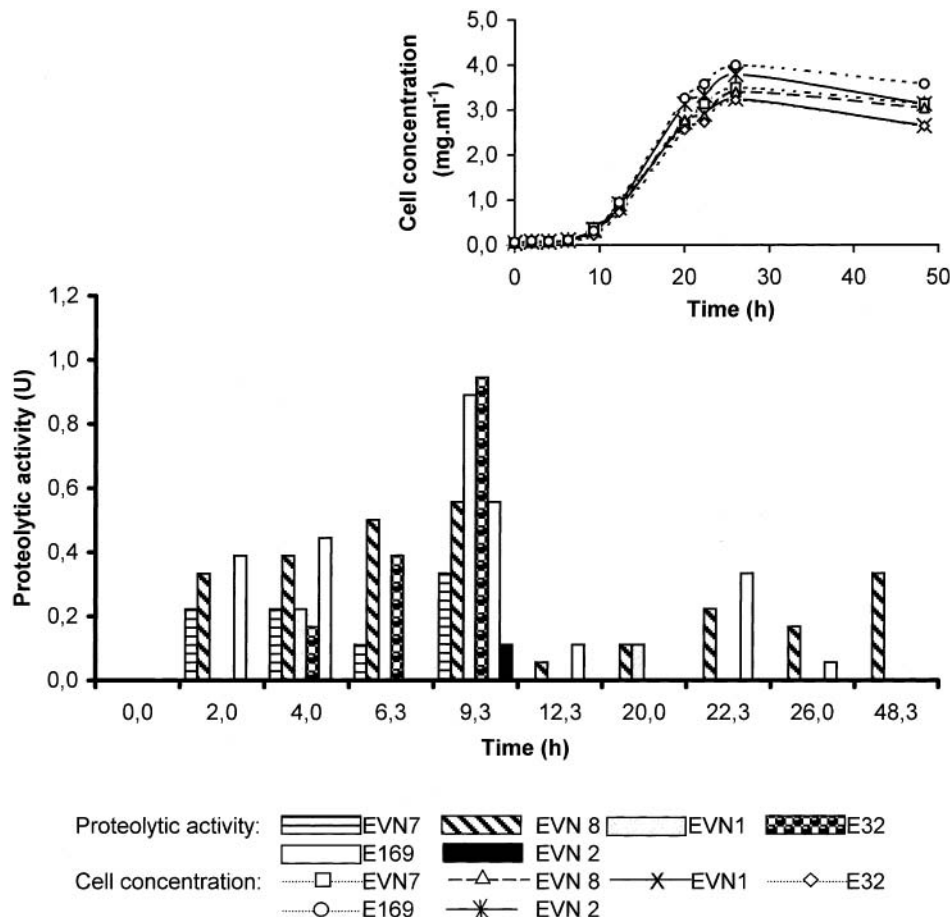 Cell concentration
(mg.ml-1)
5,0
4,0
3,0
2,0
1,0
0,0
0 10 20 30 40 50
Time (h)
Proteolytic activity (U)
1,2
1,0
0,8
0,6
0,4
0,2
0,0
0,0 2,0 4,0 6,3 9,3 12,3 20,0 22,3 26,0 48,3
Time (h)
Proteolytic activity: EVN7 EVN 8 EVN1 E32
E169 EVN 2
Cell concentration: EVN7 EVN 8 EVN1 E32
E169 EVN 2